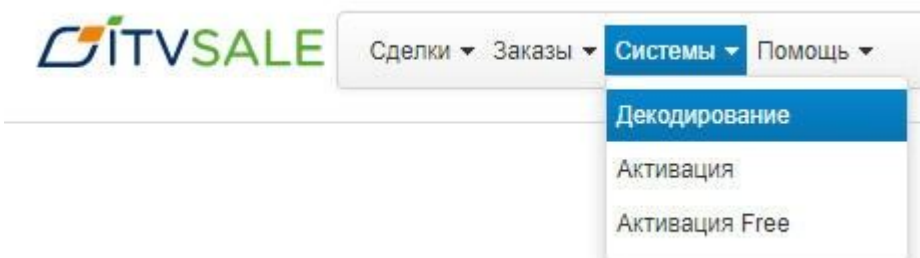 ITVSALE Сделки Заказы Системы Помощь
Декодирование
Активация
Активация Free